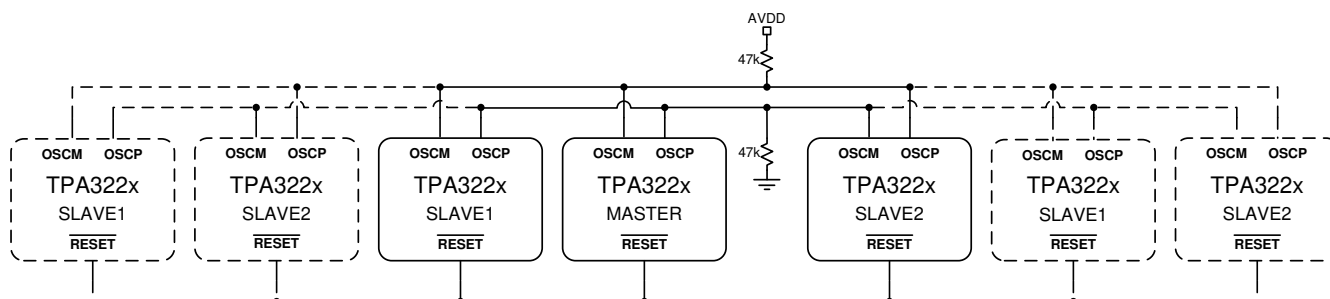 AVDD
47k
47k
OSCM OSCP OSCM OSCP OSCM OSCP OSCM OSCP OSCM OSCP OSCM OSCP OSCM OSCP
TPA322x TPA322x TPA322x TPA322x TPA322x TPA322x TPA322x
SLAVE1 SLAVE2 SLAVE1 MASTER SLAVE2 SLAVE1 SLAVE2
RESET RESET RESET RESET RESET RESET RESET